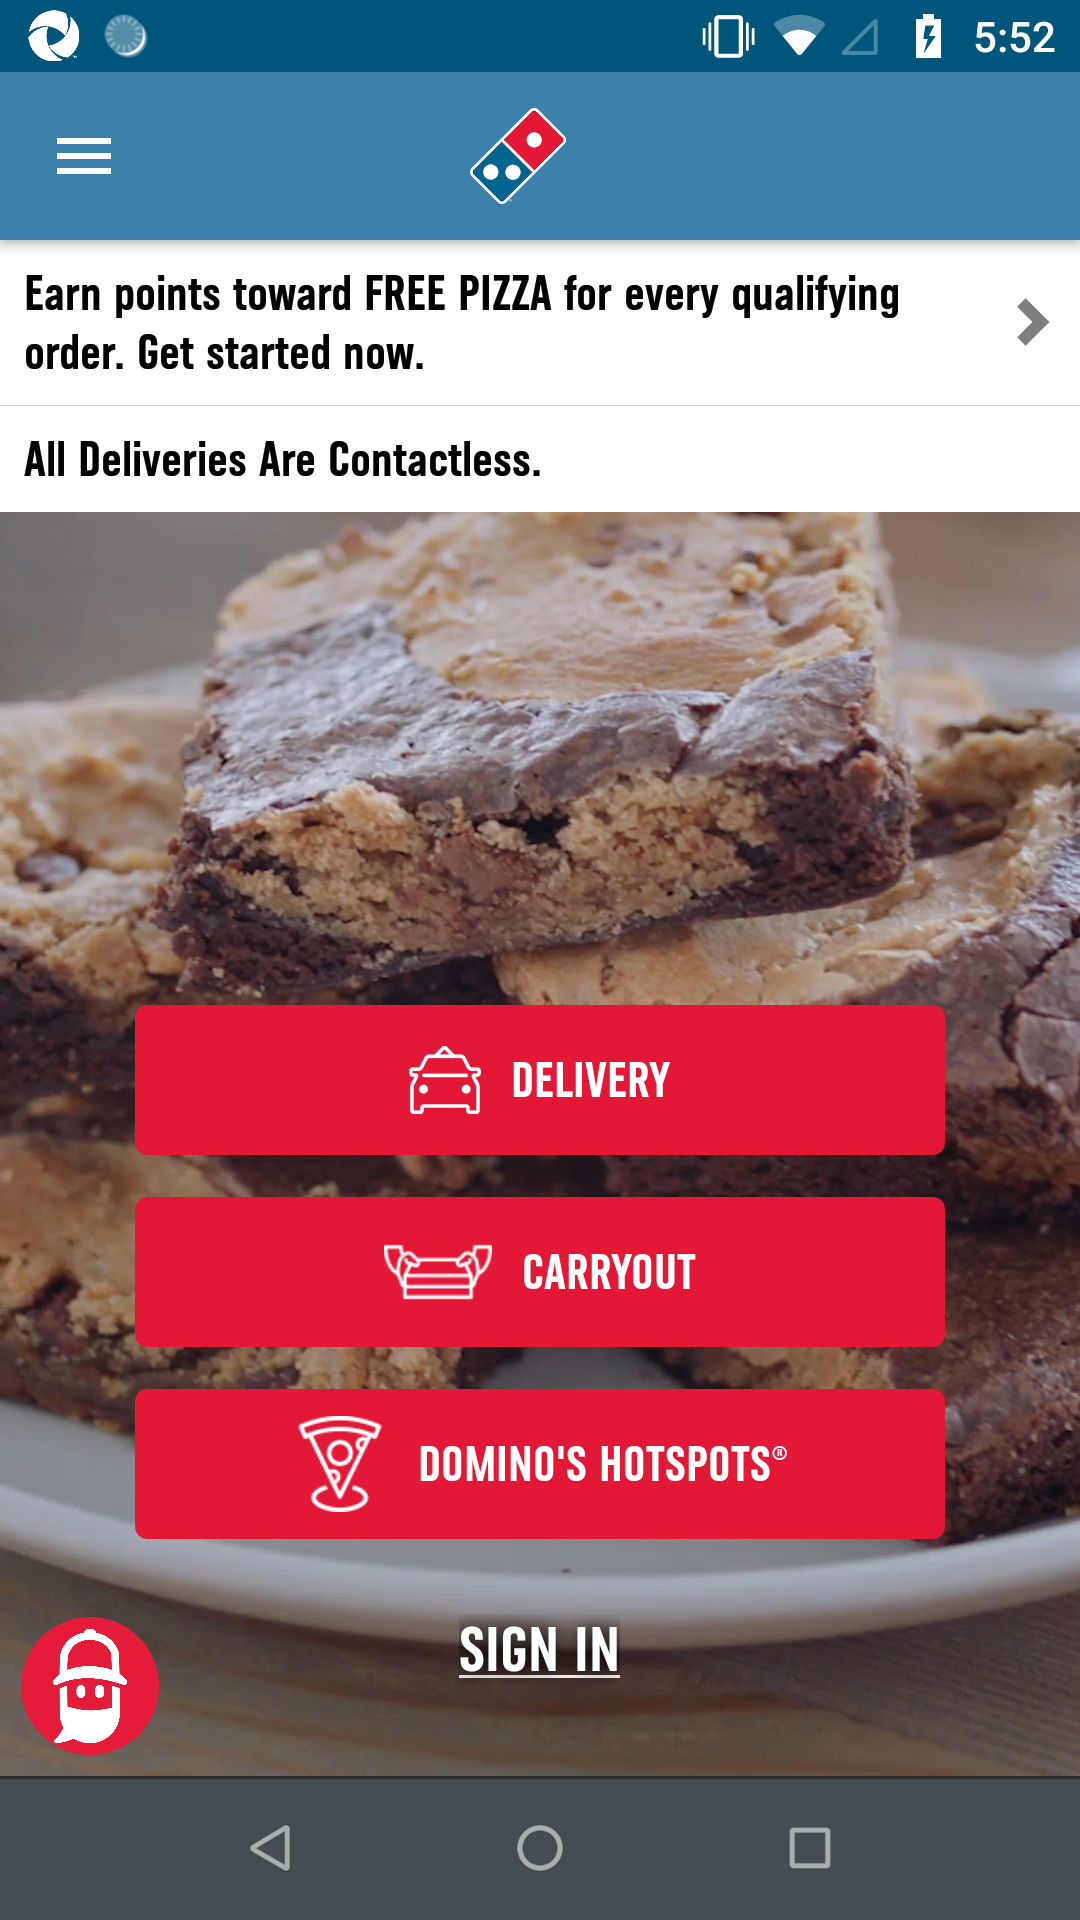 5:52
Earn points toward FREE PIZZA for every qualifying
order. Get started now.
All Deliveries Are Contactless.
DELIVERY
CARRYOUT
DOMINO'S HOTSPOTS®
SIGN IN